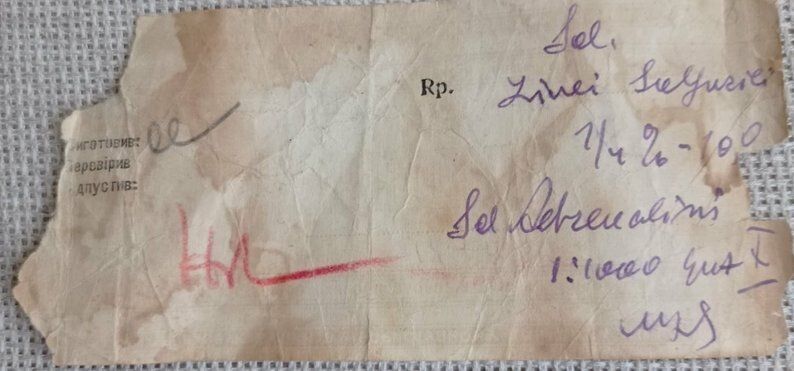 Sol.
Rp. Zinci Sulfurici
1/4 % - 100
иготовив:
еревірив
дпустив:
Sol Adrenalini
1:1000 gtt X
MDS